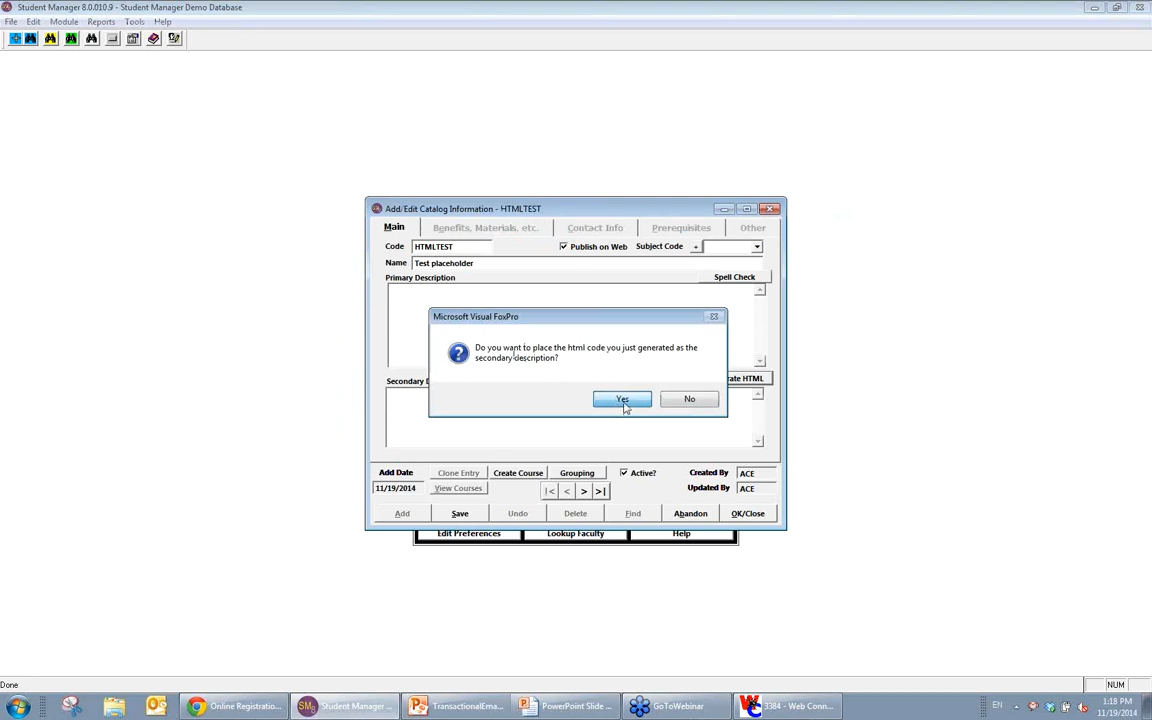 Student Manager 8.0.010.9 - Student Manager Demo Database
File Edit Module Reports Tools Help
Add/Edit Catalog Information - HTMLTEST
Main Benefits, Materials, etc. Contact Info Prerequisites Other
Code HTMLTEST Publish on Web Subject Code +
Name Test placeholder
Primary Description Spell Check
Microsoft Visual FoxPro
Do you want to place the html code you just generated as the
secondary description?
Secondary D rate HTML
Yes No
Add Date Clone Entry Create Course Grouping Active? Created By ACE
11/19/2014 View Courses |< < > >| Updated By ACE
Add Save Undo Delete Find Abandon OK/Close
Edit Preferences Lookup Faculty Help
Done NUM
Online Registratio... Student Manager ... TransactionalEma... PowerPoint Slide ... GoToWebinar 3384 - Web Conn... EN 1:18 PM
11/19/2014